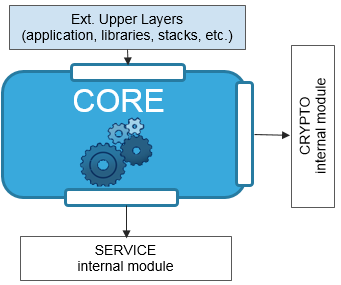 Ext. Upper Layers
(application, libraries, stacks, etc.)
CORE
CRYPTO
internal module
SERVICE
internal module